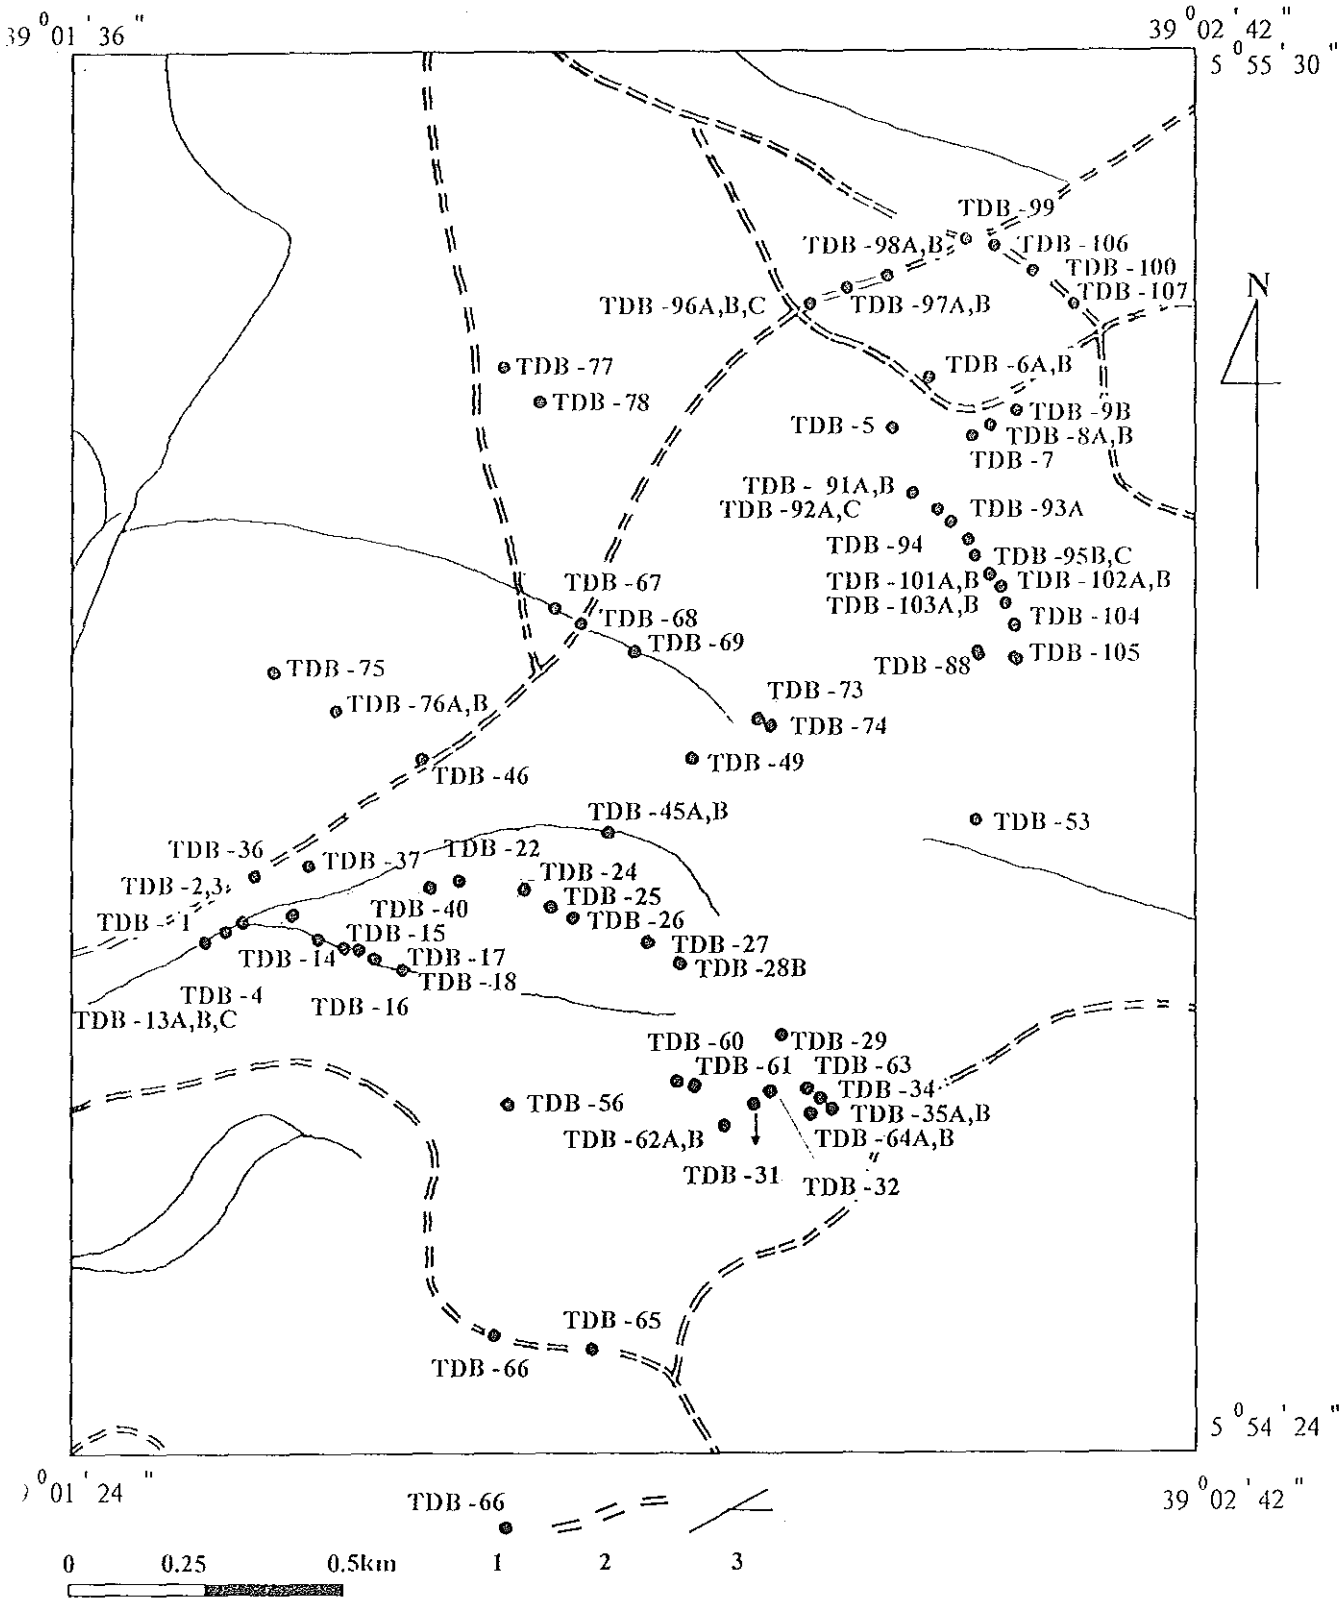 39 0 01 ' 36 "
39 0 02 ' 42 "
5 0 55 ' 30 "
TDB -99
TDB -98A,B
TDB -106
TDB -100
TDB -107
TDB -96A,B,C
TDB -97A,B
N
TDB -77
TDB -6A,B
TDB -78
TDB -9B
TDB -5
TDB -8A,B
TDB -7
TDB - 91A,B
TDB -92A,C
TDB -93A
TDB -94
TDB -95B,C
TDB -67
TDB -101A,B
TDB -102A,B
TDB -103A,B
TDB -68
TDB -104
TDB -69
TDB -105
TDB -88
TDB -75
TDB -73
TDB -76A,B
TDB -74
TDB -49
TDB -46
TDB -45A,B
TDB -53
TDB -36
TDB -37
TDB -22
TDB -24
TDB -2,3
TDB -25
TDB -40
TDB -1
TDB -26
TDB -15
TDB -27
TDB -14
TDB -17
TDB -28B
TDB -18
TDB -4
TDB -16
TDB -13A,B,C
TDB -60
TDB -29
TDB -61
TDB -63
TDB -34
TDB -56
TDB -35A,B
TDB -62A,B
TDB -64A,B
TDB -31
TDB -32
TDB -65
TDB -66
5 0 54 ' 24 "
0 01 ' 24 "
39 0 02 ' 42 "
TDB -66
0 0.25 0.5km
1 2 3